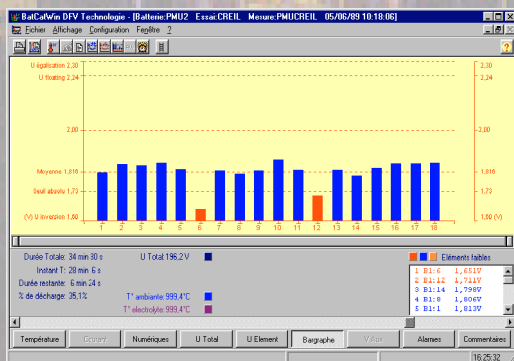 BatCatWin DFV Technologie - [Batterie:PMU2 Essai:CREIL Mesure:PMUCREIL 05/06/89 10:18:06]
Fichier Affichage Configuration Fenêtre ?
U égalisation 2,30
U floating 2,24
2,00
Moyenne 1,816
Seuil absolu 1,73
(V) U inversion 1,60
2,30
2,24
2,00
1,816
1,73
1,60 (V)
1 2 3 4 5 6 7 8 9 10 11 12 13 14 15 16 17 18
Durée Totale: 34 min 30 s
Instant T: 28 min 6 s
Durée restante: 6 min 24 s
% de décharge: 35,1%
U Total: 196,2 V
T° ambiante: 999,4°C
T° electrolyte: 999,4°C
Eléments faibles
1 B1:6 1,651V
2 B1:12 1,711V
3 B1:14 1,798V
4 B1:8 1,806V
5 B1:1 1,813V
Température Courant Numériques U Total U Element Bargraphe V Aux Alarmes Commentaires
16:25:32